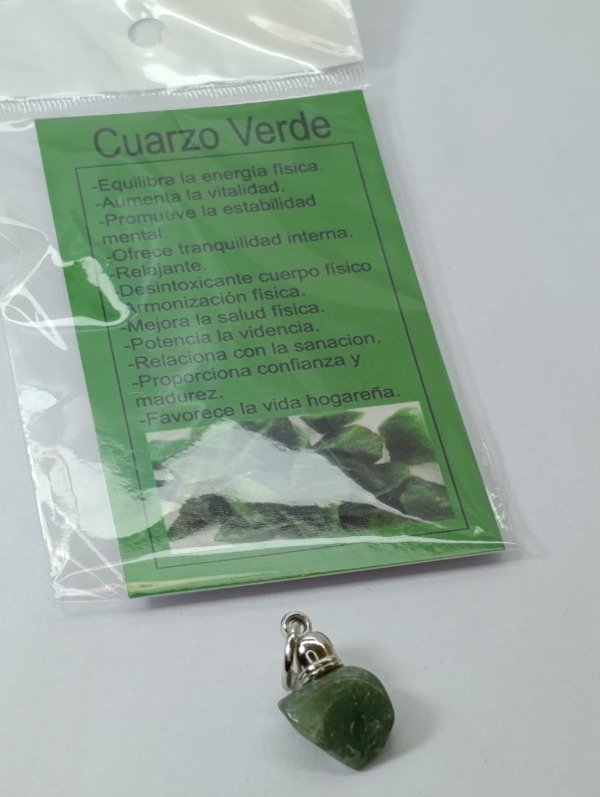 Cuarzo Verde
-Equilibra la energía física.
-Aumenta la vitalidad.
-Promueve la estabilidad
mental.
-Ofrece tranquilidad interna.
-Relajante.
-Desintoxicante cuerpo físico
-Armonización física.
-Mejora la salud física.
-Potencia la videncia.
-Relaciona con la sanacion.
-Proporciona confianza y
madurez.
-Favorece la vida hogareña.